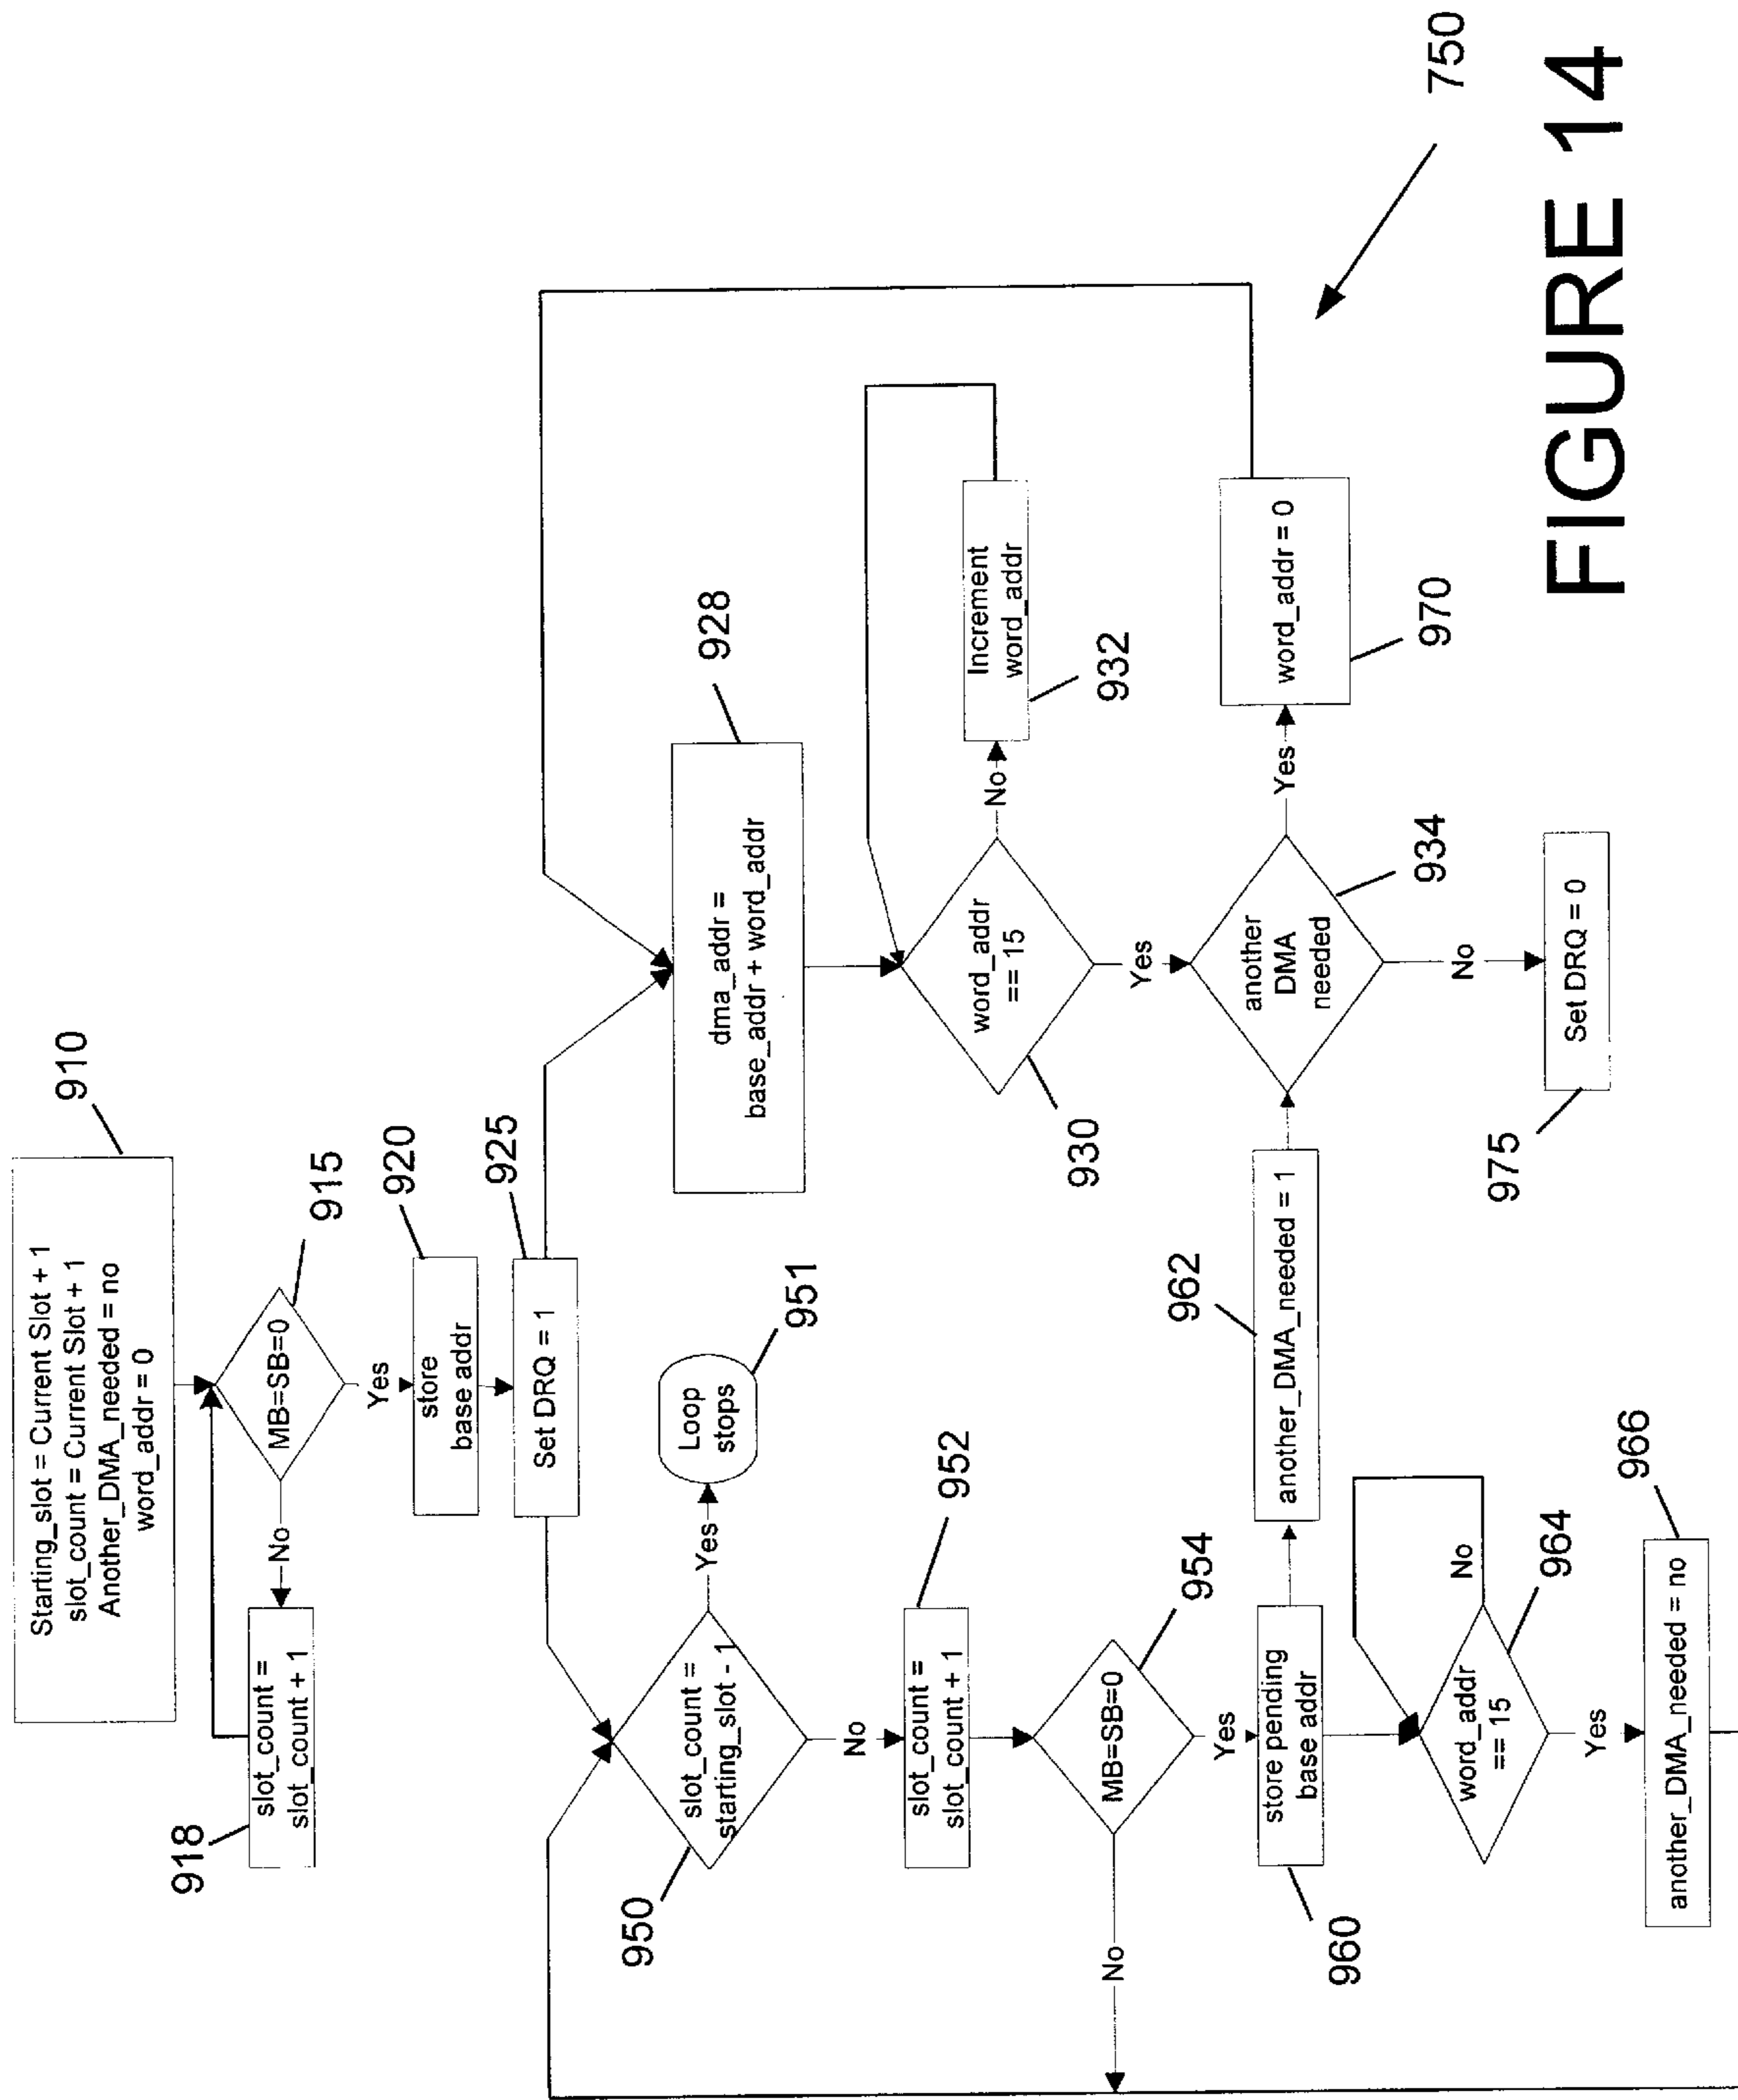 Starting_slot = Current Slot + 1
slot_count = Current Slot + 1
Another_DMA_needed = no
word_addr = 0
910
MB=SB=0
915
No
slot_count =
slot_count + 1
918
Yes
store
base addr
920
Set DRQ = 1
925
slot_count =
starting_slot - 1
950
Yes
Loop
stops
951
No
slot_count =
slot_count + 1
952
MB=SB=0
954
No
Yes
store pending
base addr
960
another_DMA_needed = 1
962
word_addr
== 15
964
No
Yes
another_DMA_needed = no
966
dma_addr =
base_addr + word_addr
928
word_addr
== 15
930
No
Increment
word_addr
932
Yes
another
DMA
needed
934
Yes
word_addr = 0
970
No
Set DRQ = 0
975
750
FIGURE 14